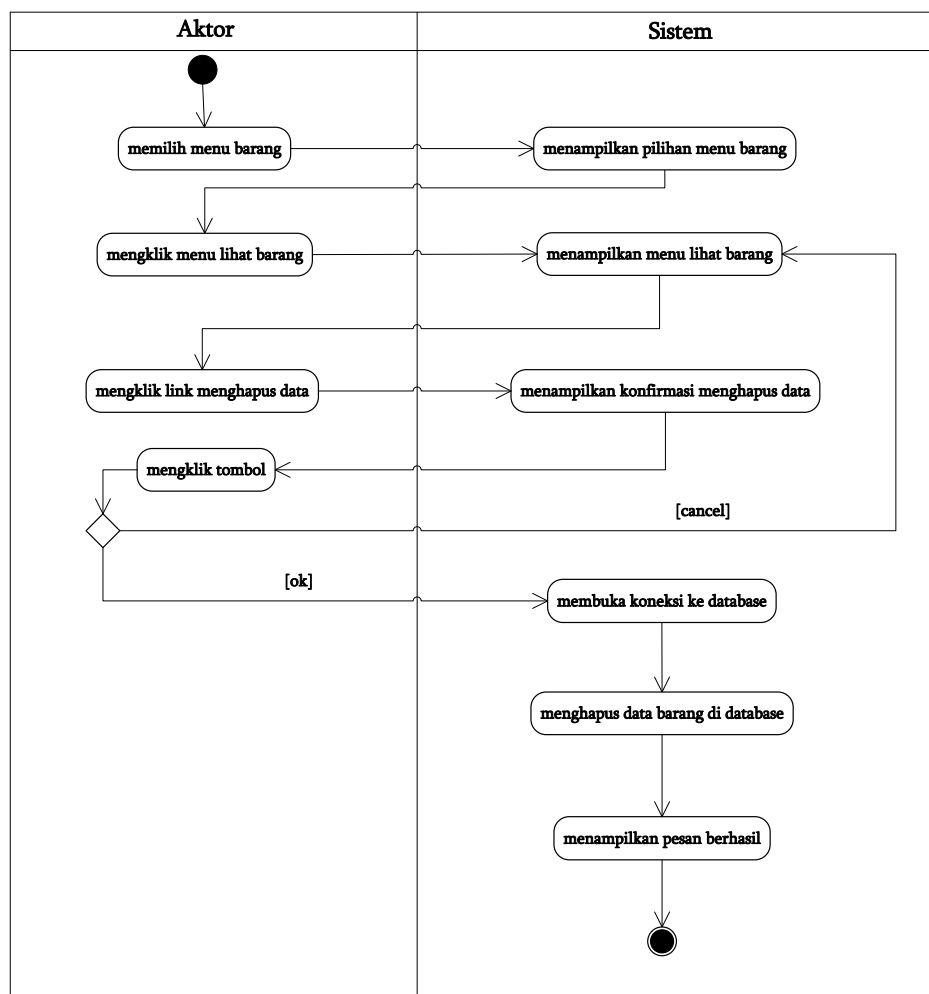 Aktor
Sistem
memilih menu barang
menampilkan pilihan menu barang
mengklik menu lihat barang
menampilkan menu lihat barang
mengklik link menghapus data
menampilkan konfirmasi menghapus data
mengklik tombol
[cancel]
[ok]
membuka koneksi ke database
menghapus data barang di database
menampilkan pesan berhasil